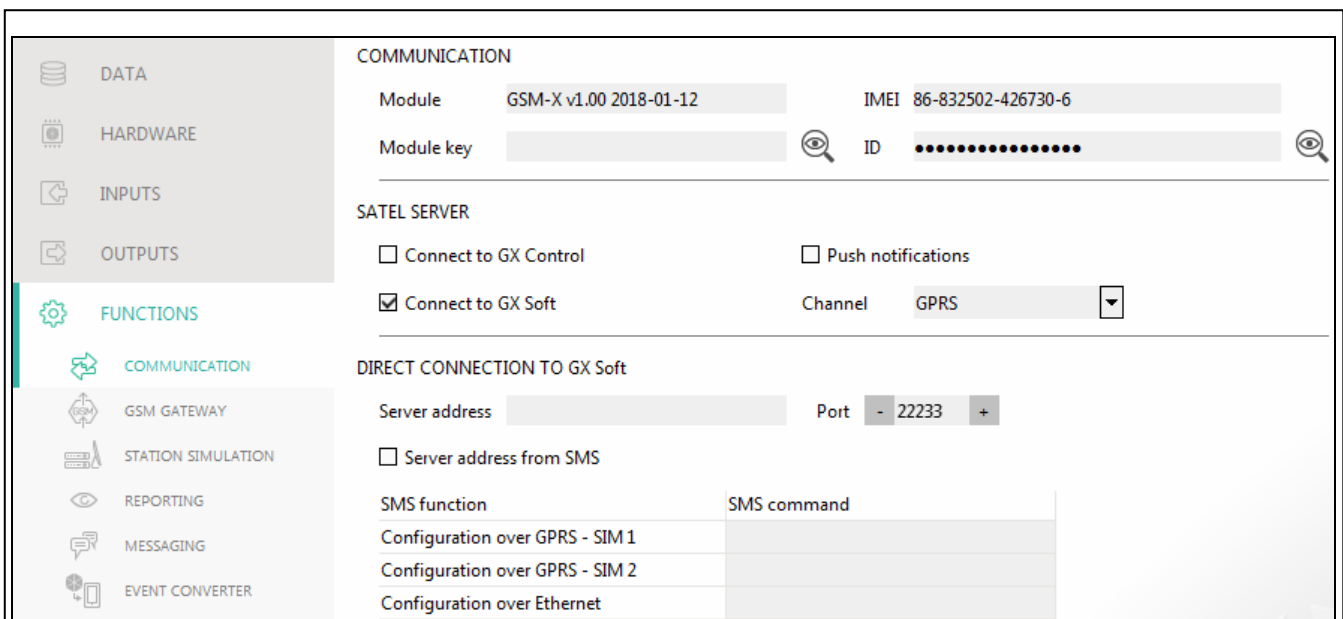 DATA
HARDWARE
INPUTS
OUTPUTS
FUNCTIONS
COMMUNICATION
GSM GATEWAY
STATION SIMULATION
REPORTING
MESSAGING
EVENT CONVERTER
COMMUNICATION
Module GSM-X v1.00 2018-01-12 IMEI 86-832502-426730-6
Module key ID ●●●●●●●●●●●●●●●●
SATEL SERVER
Connect to GX Control Push notifications
Connect to GX Soft Channel GPRS
DIRECT CONNECTION TO GX Soft
Server address Port - 22233 +
Server address from SMS
SMS function SMS command
Configuration over GPRS - SIM 1
Configuration over GPRS - SIM 2
Configuration over Ethernet